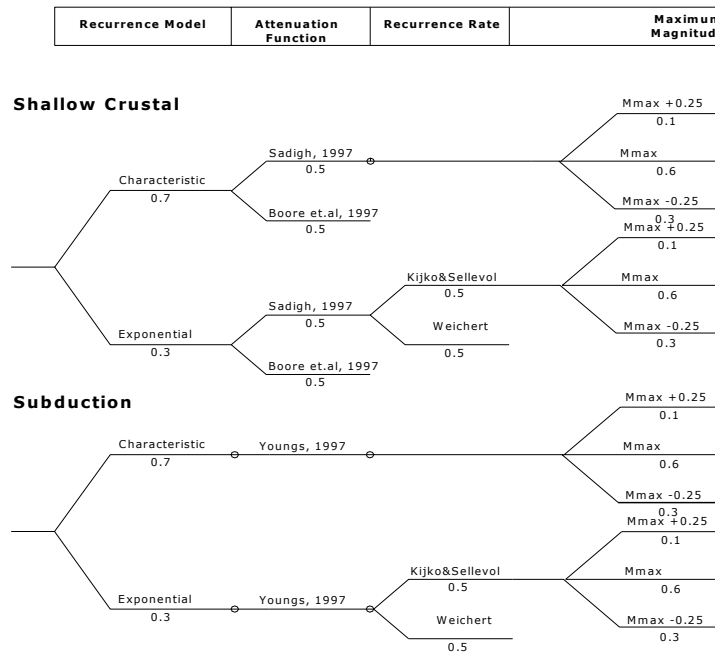 Recurrence Model
Attenuation
Function
Recurrence Rate
Maximum
Magnitud
Shallow Crustal
Mmax +0.25
0.1
Sadigh, 1997
0.5
Mmax
0.6
Characteristic
0.7
Mmax -0.25
0.3
Boore et.al, 1997
0.5
Mmax +0.25
0.1
Kijko&Sellevol
0.5
Mmax
0.6
Sadigh, 1997
0.5
Weichert
0.5
Mmax -0.25
0.3
Exponential
0.3
Boore et.al, 1997
0.5
Subduction
Mmax +0.25
0.1
Characteristic
0.7
Youngs, 1997
Mmax
0.6
Mmax -0.25
0.3
Mmax +0.25
0.1
Kijko&Sellevol
0.5
Mmax
0.6
Exponential
0.3
Youngs, 1997
Weichert
0.5
Mmax -0.25
0.3